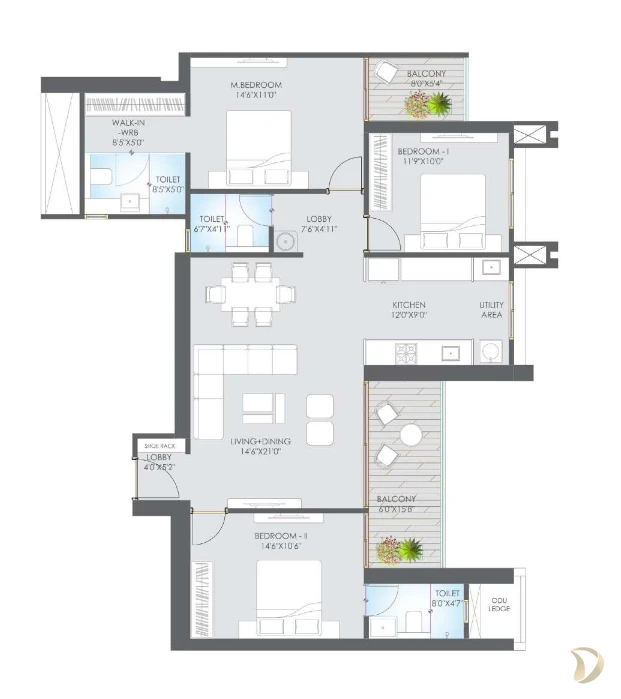 M.BEDROOM
14'6"X11'0"
BALCONY
8'0"X5'4"
WALK-IN
-WRB
8'5"X5'0"
BEDROOM - I
11'9"X10'0"
TOILET
8'5"X5'0"
TOILET
6'7"X4'11"
LOBBY
7'6"X4'11"
KITCHEN
12'0"X9'0"
UTILITY
AREA
LIVING+DINING
14'6"X21'0"
SHOE RACK
LOBBY
4'0"X5'2"
BALCONY
6'0"X15'8"
BEDROOM - II
14'6"X10'6"
TOILET
8'0"X4'7"
ODU
LEDGE